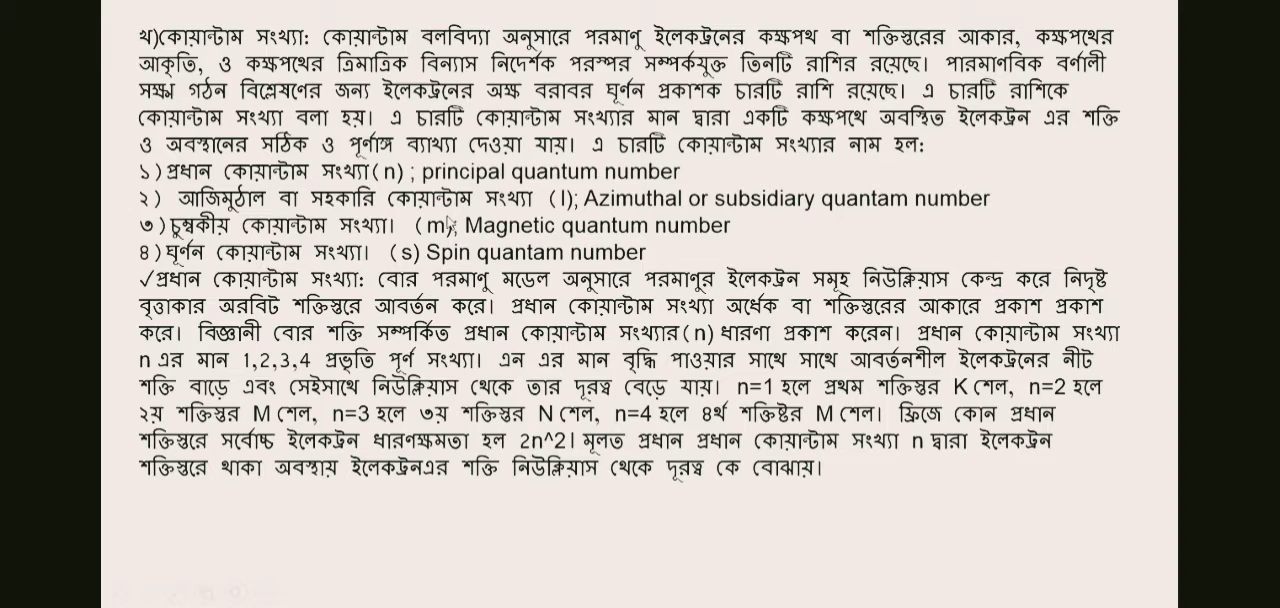 খ)কোয়ান্টাম সংখ্যা: কোয়ান্টাম বলবিদ্যা অনুসারে পরমাণু ইলেকট্রনের কক্ষপথ বা শক্তিস্তরের আকার, কক্ষপথের
আকৃতি, ও কক্ষপথের ত্রিমাত্রিক বিন্যাস নির্দেশক পরস্পর সম্পর্কযুক্ত তিনটি রাশির রয়েছে। পারমাণবিক বর্ণালী
সক্ষ্ম গঠন বিশ্লেষণের জন্য ইলেকট্রনের অক্ষ বরাবর ঘূর্ণন প্রকাশক চারটি রাশি রয়েছে। এ চারটি রাশিকে
কোয়ান্টাম সংখ্যা বলা হয়। এ চারটি কোয়ান্টাম সংখ্যার মান দ্বারা একটি কক্ষপথে অবস্থিত ইলেকট্রন এর শক্তি
ও অবস্থানের সঠিক ও পূর্ণাঙ্গ ব্যাখ্যা দেওয়া যায়। এ চারটি কোয়ান্টাম সংখ্যার নাম হল:
১)প্রধান কোয়ান্টাম সংখ্যা(n) ; principal quantum number
২) আজিমুঠাল বা সহকারি কোয়ান্টাম সংখ্যা (l); Azimuthal or subsidiary quantam number
৩)চুম্বকীয় কোয়ান্টাম সংখ্যা। (m); Magnetic quantum number
৪)ঘূর্ণন কোয়ান্টাম সংখ্যা। (s) Spin quantam number
✓প্রধান কোয়ান্টাম সংখ্যা: বোর পরমাণু মডেল অনুসারে পরমাণুর ইলেকট্রন সমূহ নিউক্লিয়াস কেন্দ্র করে নিদৃষ্ট
বৃত্তাকার অরবিট শক্তিস্তরে আবর্তন করে। প্রধান কোয়ান্টাম সংখ্যা অর্ধেক বা শক্তিস্তরের আকারে প্রকাশ প্রকাশ
করে। বিজ্ঞানী বোর শক্তি সম্পর্কিত প্রধান কোয়ান্টাম সংখ্যার(n) ধারণা প্রকাশ করেন। প্রধান কোয়ান্টাম সংখ্যা
n এর মান 1,2,3,4 প্রভৃতি পূর্ণ সংখ্যা। এন এর মান বৃদ্ধি পাওয়ার সাথে সাথে আবর্তনশীল ইলেকট্রনের নীট
শক্তি বাড়ে এবং সেইসাথে নিউক্লিয়াস থেকে তার দূরত্ব বেড়ে যায়। n=1 হলে প্রথম শক্তিস্তর K শেল, n=2 হলে
২য় শক্তিস্তর M শেল, n=3 হলে ৩য় শক্তিস্তর N শেল, n=4 হলে ৪র্থ শক্তিষ্টর M শেল। ফ্রিজে কোন প্রধান
শক্তিস্তরে সর্বোচ্চ ইলেকট্রন ধারণক্ষমতা হল 2n^2। মূলত প্রধান প্রধান কোয়ান্টাম সংখ্যা n দ্বারা ইলেকট্রন
শক্তিস্তরে থাকা অবস্থায় ইলেকট্রনএর শক্তি নিউক্লিয়াস থেকে দূরত্ব কে বোঝায়।